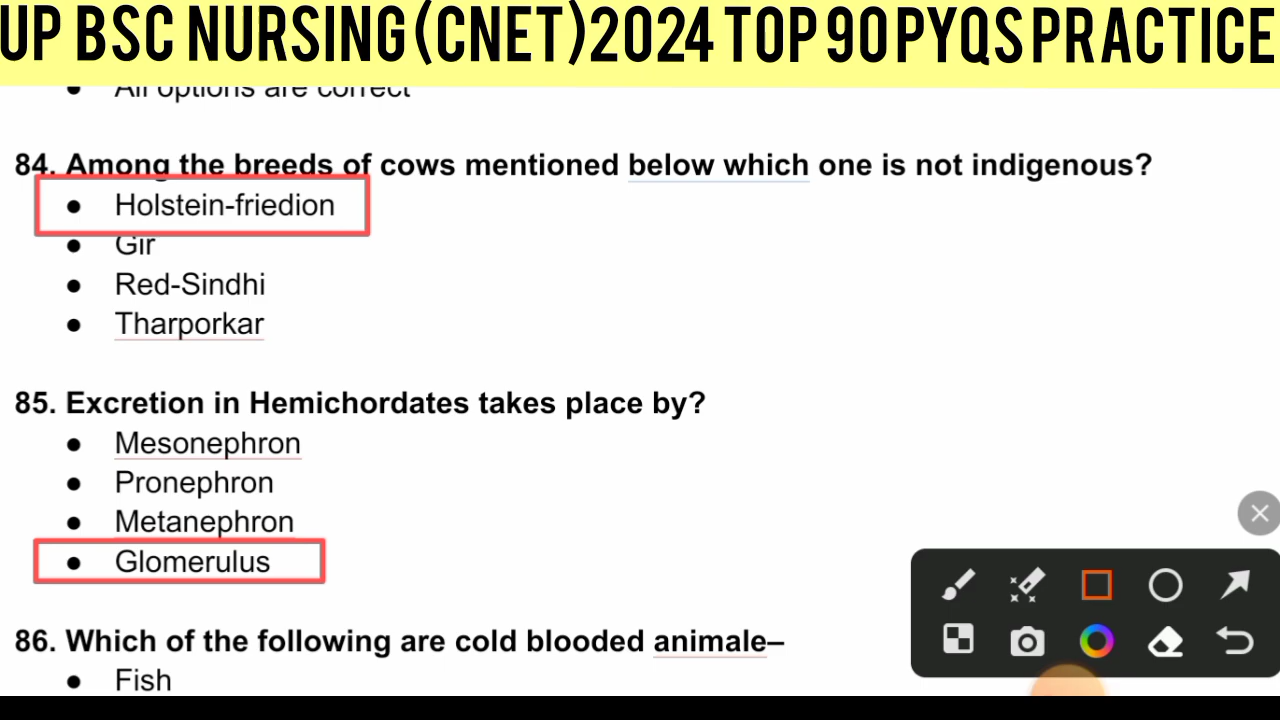 UP BSC NURSING(CNET)2024 TOP 90 PYQS PRACTICE
● All options are correct
84. Among the breeds of cows mentioned below which one is not indigenous?
● Holstein-friedion
● Gir
● Red-Sindhi
● Tharporkar
85. Excretion in Hemichordates takes place by?
● Mesonephron
● Pronephron
● Metanephron
● Glomerulus
86. Which of the following are cold blooded animale–
● Fish